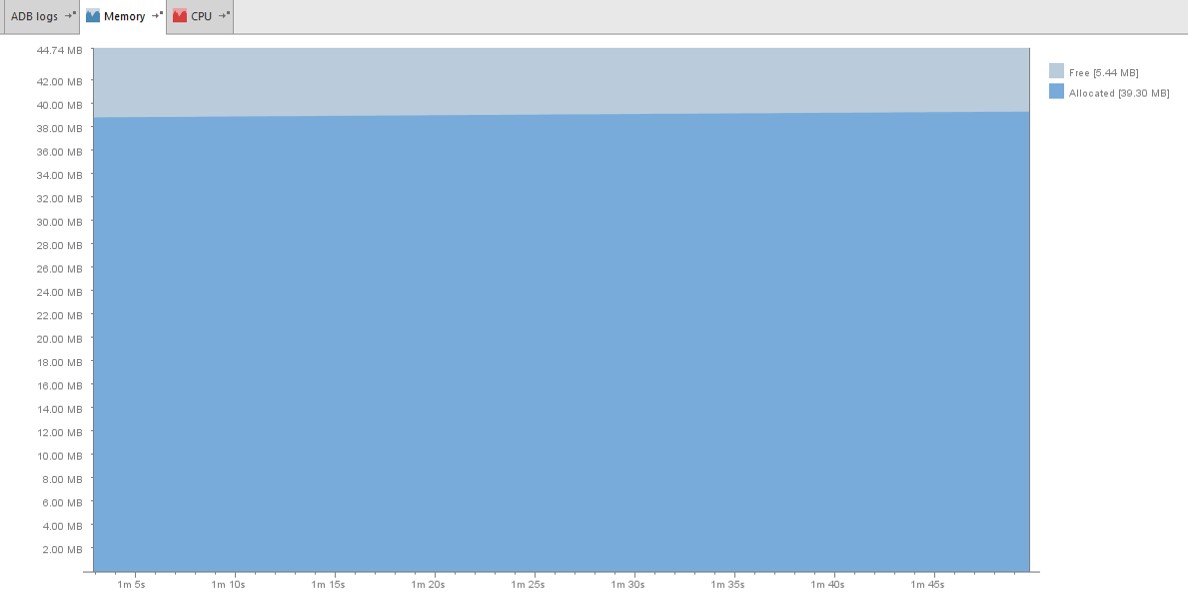 ADB logs Memory CPU
44.74 MB
42.00 MB
40.00 MB
38.00 MB
36.00 MB
34.00 MB
32.00 MB
30.00 MB
28.00 MB
26.00 MB
24.00 MB
22.00 MB
20.00 MB
18.00 MB
16.00 MB
14.00 MB
12.00 MB
10.00 MB
8.00 MB
6.00 MB
4.00 MB
2.00 MB
1m 5s 1m 10s 1m 15s 1m 20s 1m 25s 1m 30s 1m 35s 1m 40s 1m 45s
Free [5.44 MB]
Allocated [39.30 MB]